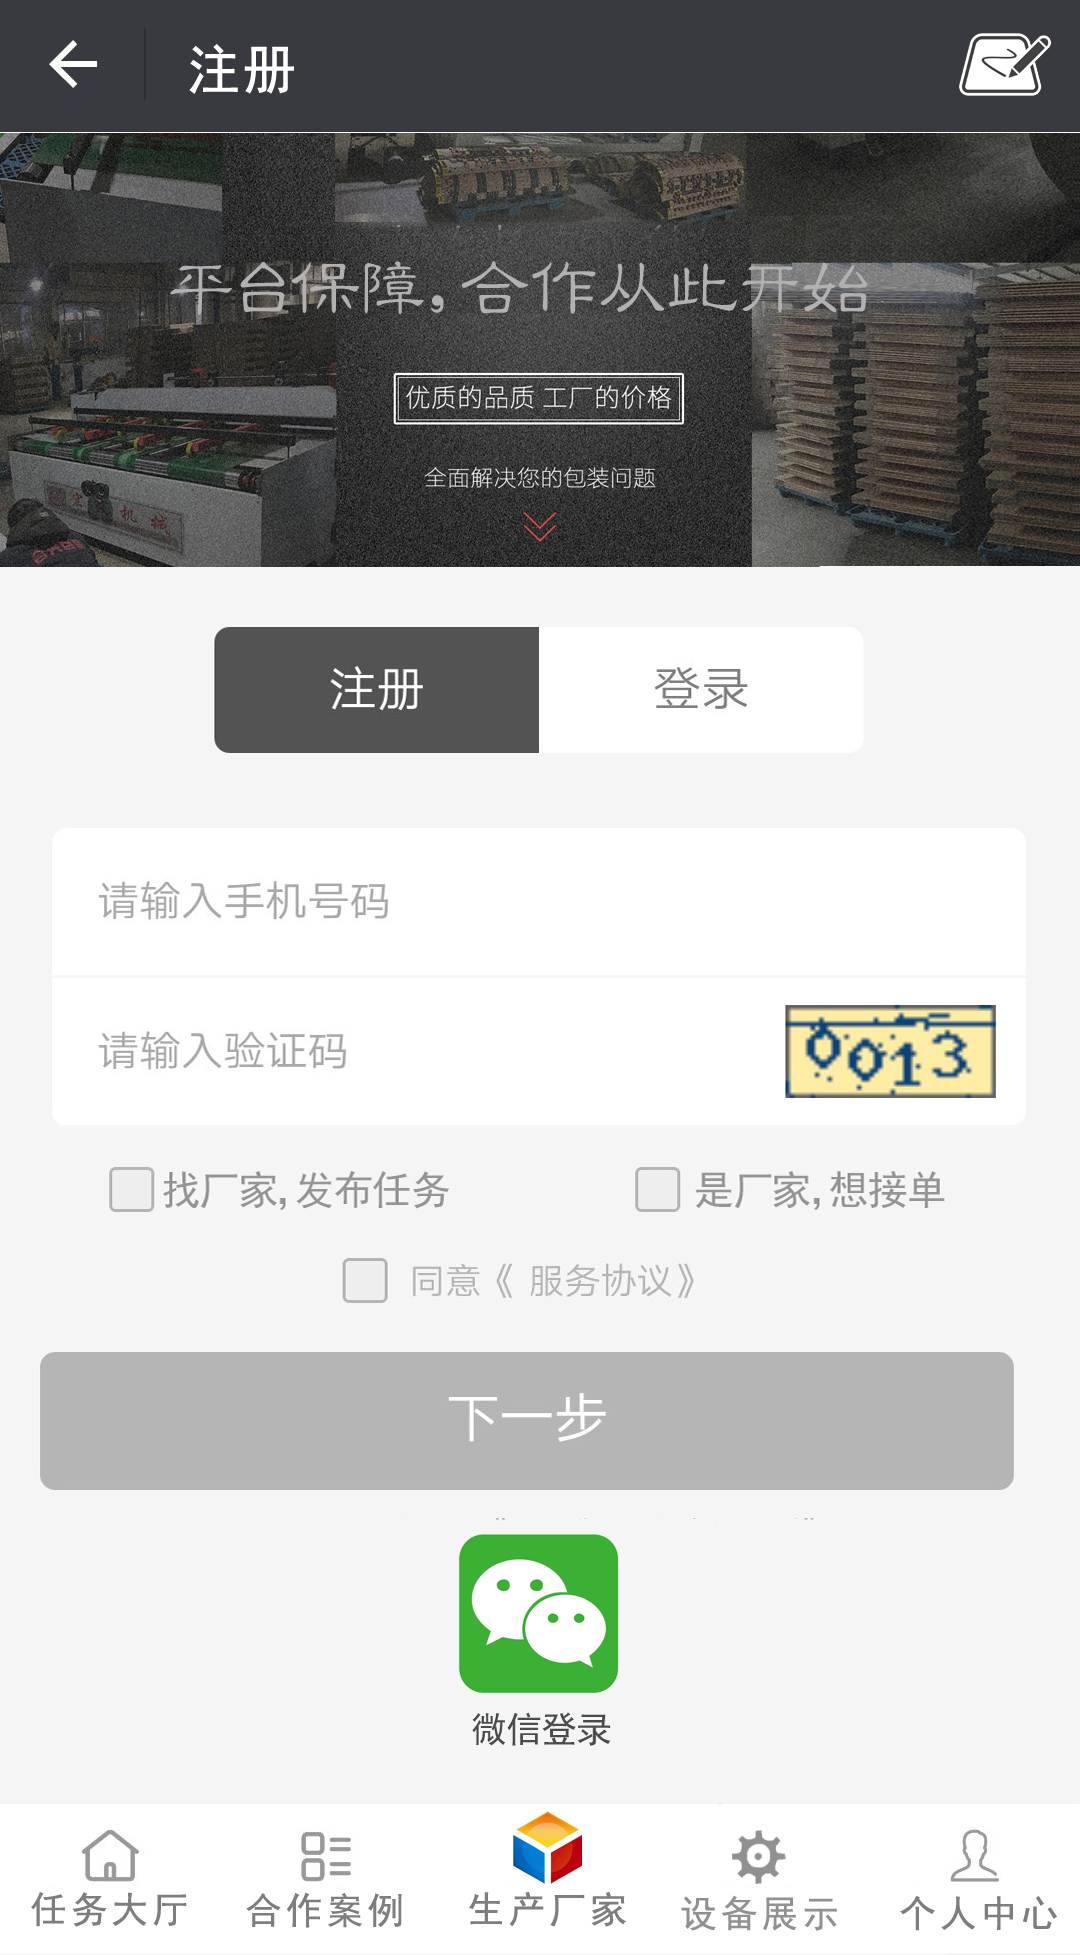 注册
平台保障,合作从此开始
优质的品质 工厂的价格
全面解决您的包装问题
机械
注册 登录
请输入手机号码
请输入验证码 0013
找厂家,发布任务 是厂家,想接单
同意《 服务协议》
下一步
微信登录
任务大厅 合作案例 生产厂家 设备展示 个人中心